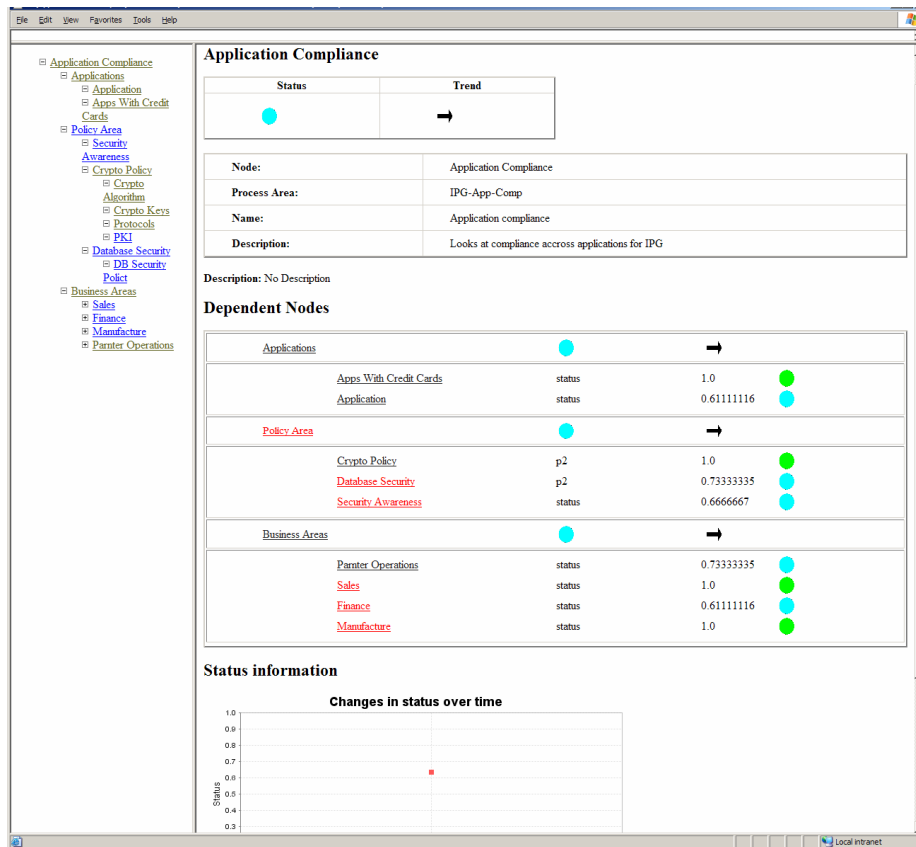 File Edit View Favorites Tools Help
Application Compliance
Applications
Application
Apps With Credit
Cards
Policy Area
Security
Awareness
Crypto Policy
Crypto
Algorithm
Crypto Keys
Protocols
PKI
Database Security
DB Security
Polict
Business Areas
Sales
Finance
Manufacture
Parnter Operations
Application Compliance
Status Trend
Node: Application Compliance
Process Area: IPG-App-Comp
Name: Application compliance
Description: Looks at compliance accross applications for IPG
Description: No Description
Dependent Nodes
Applications
Apps With Credit Cards status 1.0
Application status 0.61111116
Policy Area
Crypto Policy p2 1.0
Database Security p2 0.73333335
Security Awareness status 0.6666667
Business Areas
Parnter Operations status 0.73333335
Sales status 1.0
Finance status 0.61111116
Manufacture status 1.0
Status information
Changes in status over time
1.0
0.9
0.8
0.7
0.6
0.5
0.4
0.3
Status
Local intranet